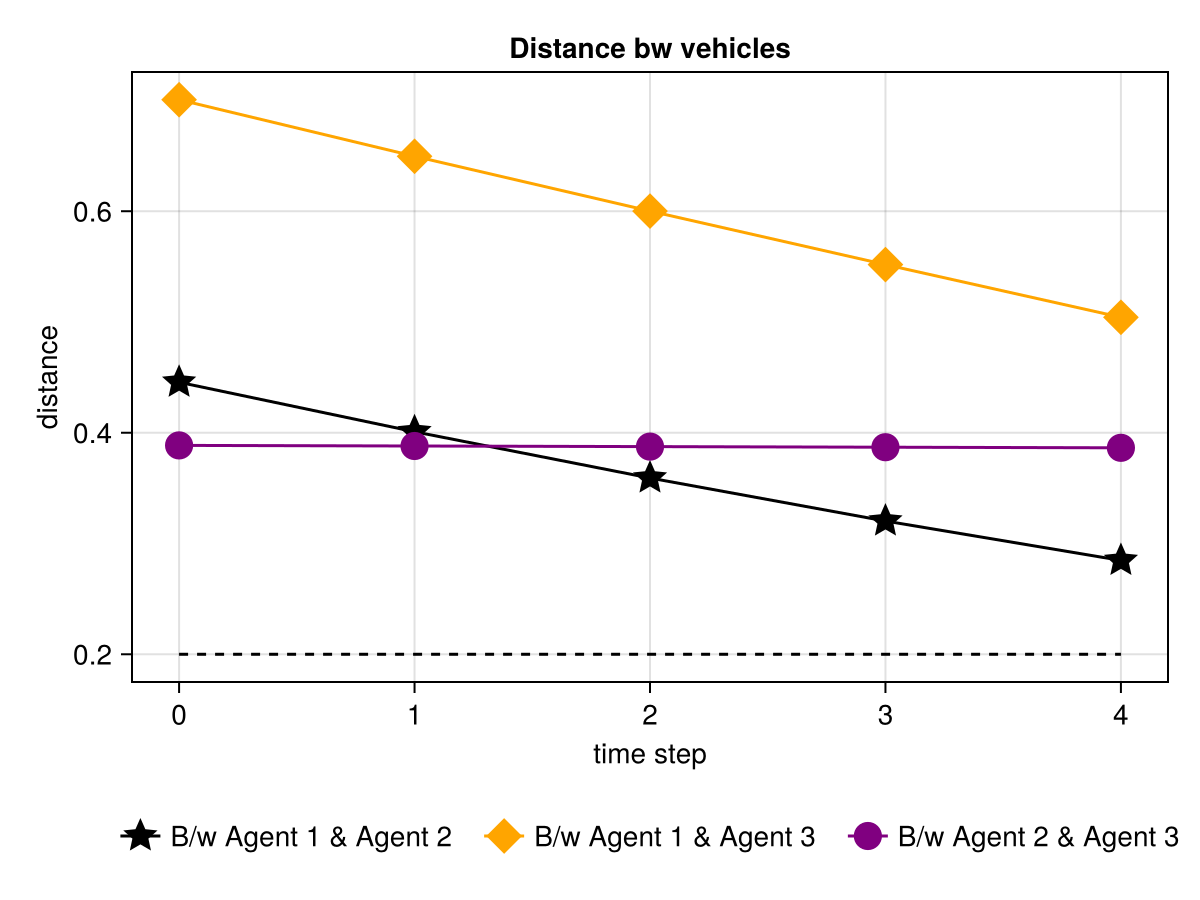 Distance bw vehicles
distance
0.6
0.4
0.2
0 1 2 3 4
time step
B/w Agent 1 & Agent 2 B/w Agent 1 & Agent 3 B/w Agent 2 & Agent 3